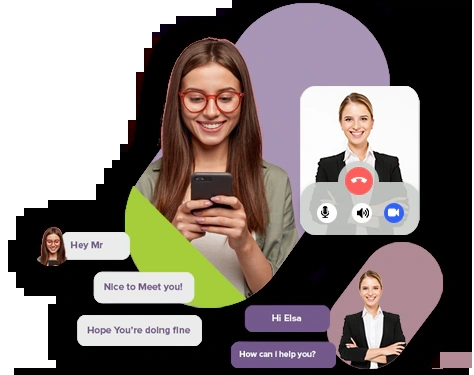 Hey Mr
Nice to Meet you!
Hope You're doing fine
Hi Elsa
How can i help you?